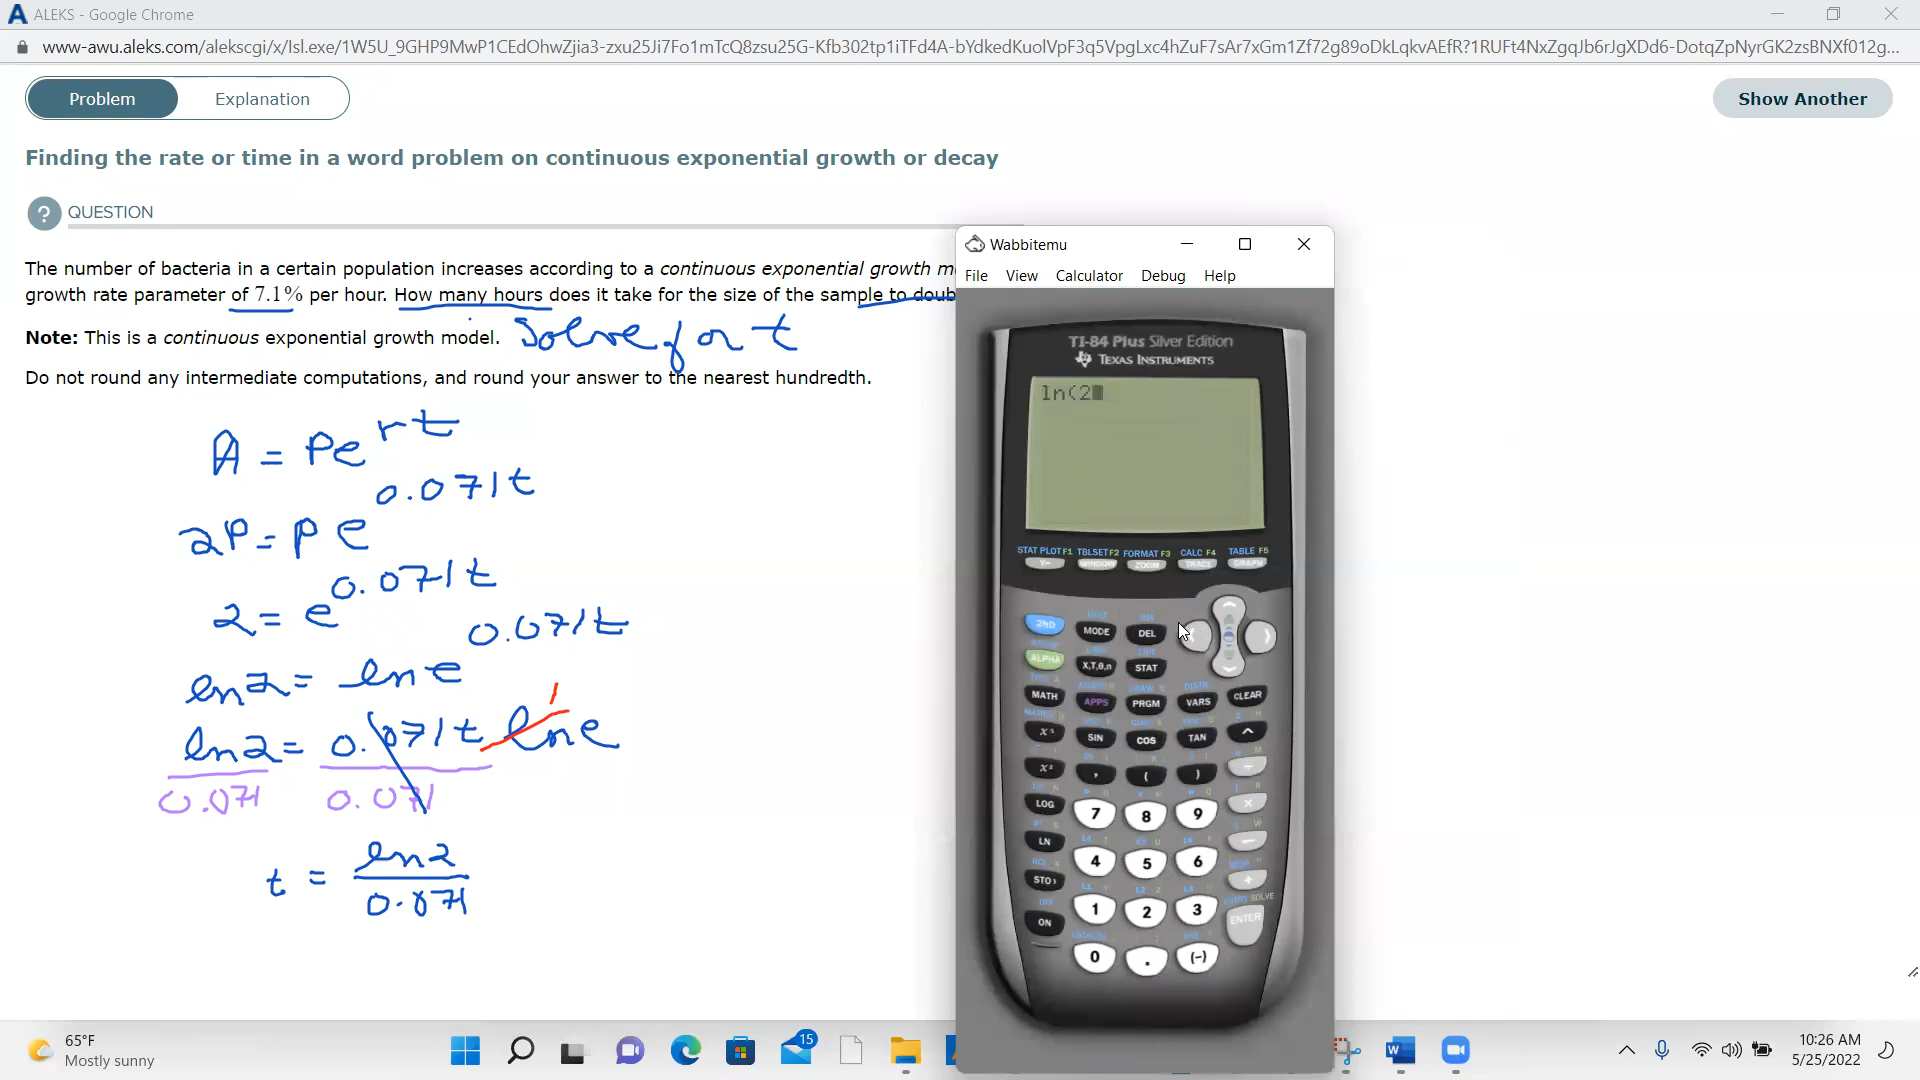 ALEKS - Google Chrome
www-awu.aleks.com/alekscgi/x/Isl.exe/1W5U_9GHP9MwP1CEdOhwZjia3-zxu25Ji7Fo1mTcQ8zsu25G-Kfb302tp1iTFd4A-bYdkedKuolVpF3q5VpgLxc4hZuF7sAr7xGm1Zf72g89oDkLqkvAEfR?1RUFt4NxZgqJb6rJgXDd6-DotqZpNyrGK2zsBNXf012g...
Problem Explanation Show Another
Finding the rate or time in a word problem on continuous exponential growth or decay
? QUESTION
The number of bacteria in a certain population increases according to a continuous exponential growth m
growth rate parameter of 7.1% per hour. How many hours does it take for the size of the sample to doub
Note: This is a continuous exponential growth model. Solve for t
Do not round any intermediate computations, and round your answer to the nearest hundredth.
A = Pe^rt
2P = Pe^0.071t
2 = e^0.071t
ln2 = lne^0.071t
ln2 = 0.071t lne 1
0.071 0.071
t = ln2
0.071
Wabbitemu
File View Calculator Debug Help
TI-84 Plus Silver Edition
TEXAS INSTRUMENTS
ln(2
STAT PLOT F1 TBLSET F2 FORMAT F3 CALC F4 TABLE F5
Y= WINDOW ZOOM TRACE GRAPH
2ND MODE DEL
ALPHA X,T,θ,n STAT
MATH APPS PRGM VARS CLEAR
SIN COS TAN ^
X² , ( ) ÷
LOG 7 8 9 ×
LN 4 5 6 −
STO› 1 2 3 +
ON 0 . (-) ENTER
65°F
Mostly sunny
15
10:26 AM
5/25/2022